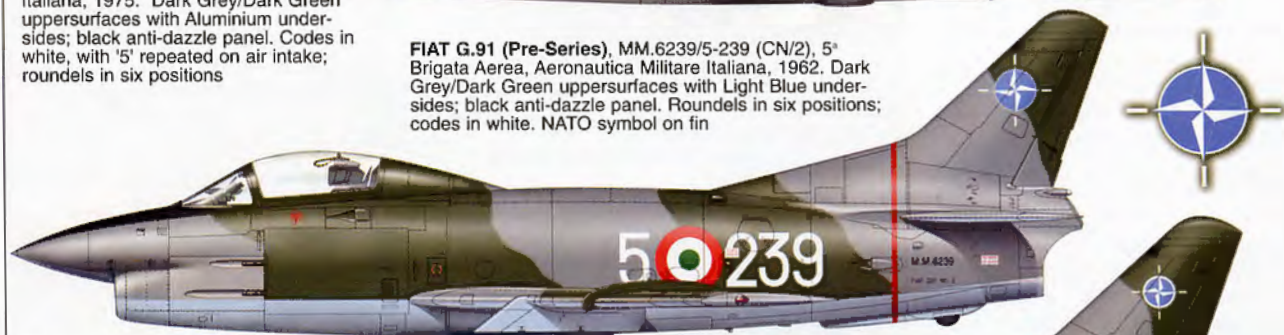 Italiana, 1975. Dark Grey/Dark Green
uppersurfaces with Aluminium under-
sides; black anti-dazzle panel. Codes in
white, with '5' repeated on air intake;
roundels in six positions
FIAT G.91 (Pre-Series), MM.6239/5-239 (CN/2), 5ª
Brigata Aerea, Aeronautica Militare Italiana, 1962. Dark
Grey/Dark Green uppersurfaces with Light Blue under-
sides; black anti-dazzle panel. Roundels in six positions;
codes in white. NATO symbol on fin
5 239
M.M.6239